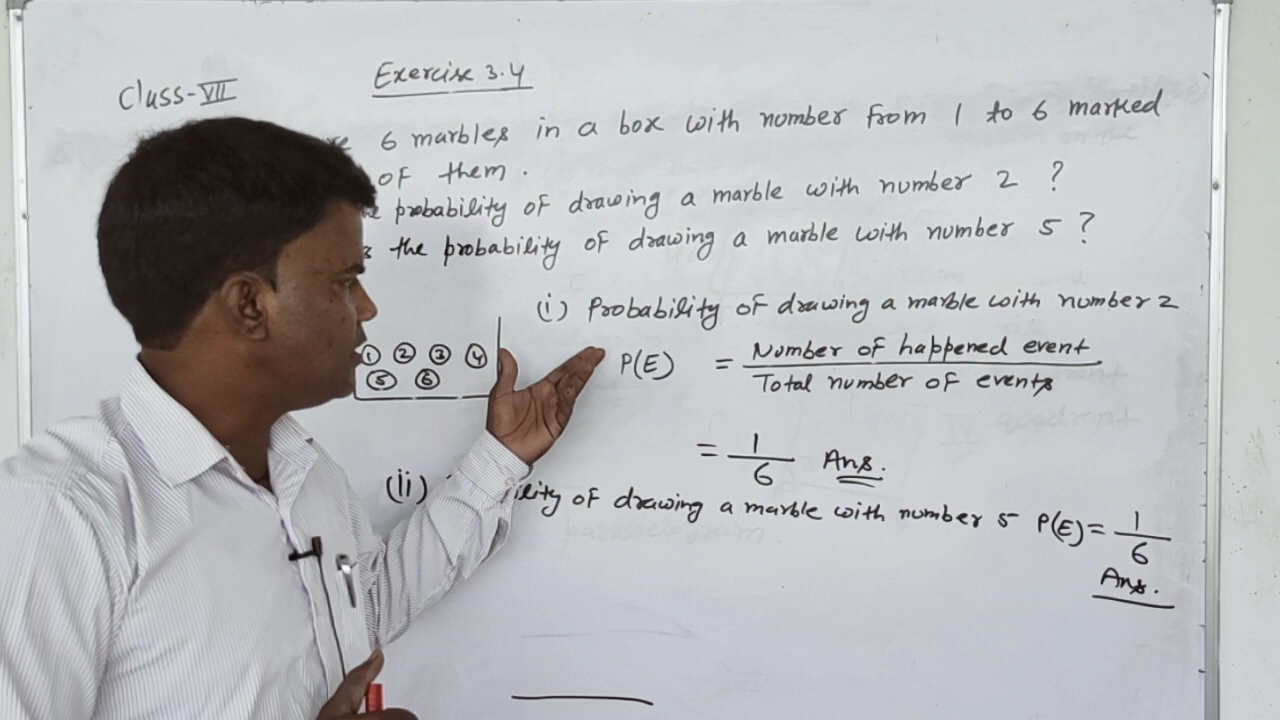 Class-VII
Exercise 3.4
6 marbles in a box with number from 1 to 6 marked
of them.
probability of drawing a marble with number 2 ?
the probability of drawing a marble with number 5 ?
(i) Probability of drawing a marble with number 2
1 2 3 4
5 6
P(E) = Number of happened event
Total number of events
= 1/6 Ans.
(ii) of drawing a marble with number 5 P(E) = 1/6
Ans.